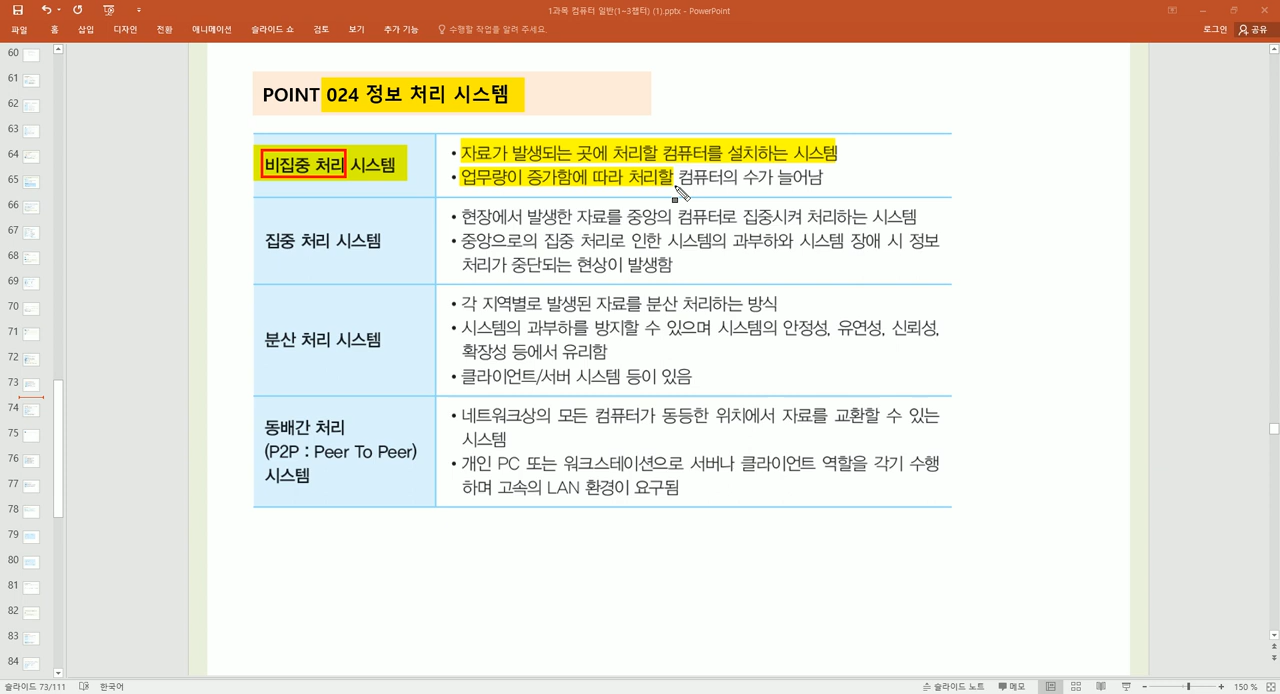 1과목 컴퓨터 일반(1~3챕터) (1).pptx - PowerPoint
파일 홈 삽입 디자인 전환 애니메이션 슬라이드 쇼 검토 보기 추가 기능 수행할 작업을 알려 주세요. 로그인 공유
60
61
62
63
64
65
66
67
68
69
70
71
72
73
74
75
76
77
78
79
80
81
82
83
84
POINT 024 정보 처리 시스템
비집중 처리 시스템
• 자료가 발생되는 곳에 처리할 컴퓨터를 설치하는 시스템
• 업무량이 증가함에 따라 처리할 컴퓨터의 수가 늘어남
집중 처리 시스템
• 현장에서 발생한 자료를 중앙의 컴퓨터로 집중시켜 처리하는 시스템
• 중앙으로의 집중 처리로 인한 시스템의 과부하와 시스템 장애 시 정보
처리가 중단되는 현상이 발생함
분산 처리 시스템
• 각 지역별로 발생된 자료를 분산 처리하는 방식
• 시스템의 과부하를 방지할 수 있으며 시스템의 안정성, 유연성, 신뢰성,
확장성 등에서 유리함
• 클라이언트/서버 시스템 등이 있음
동배간 처리
(P2P : Peer To Peer)
시스템
• 네트워크상의 모든 컴퓨터가 동등한 위치에서 자료를 교환할 수 있는
시스템
• 개인 PC 또는 워크스테이션으로 서버나 클라이언트 역할을 각기 수행
하며 고속의 LAN 환경이 요구됨
슬라이드 73/111 한국어 슬라이드 노트 메모 150 %